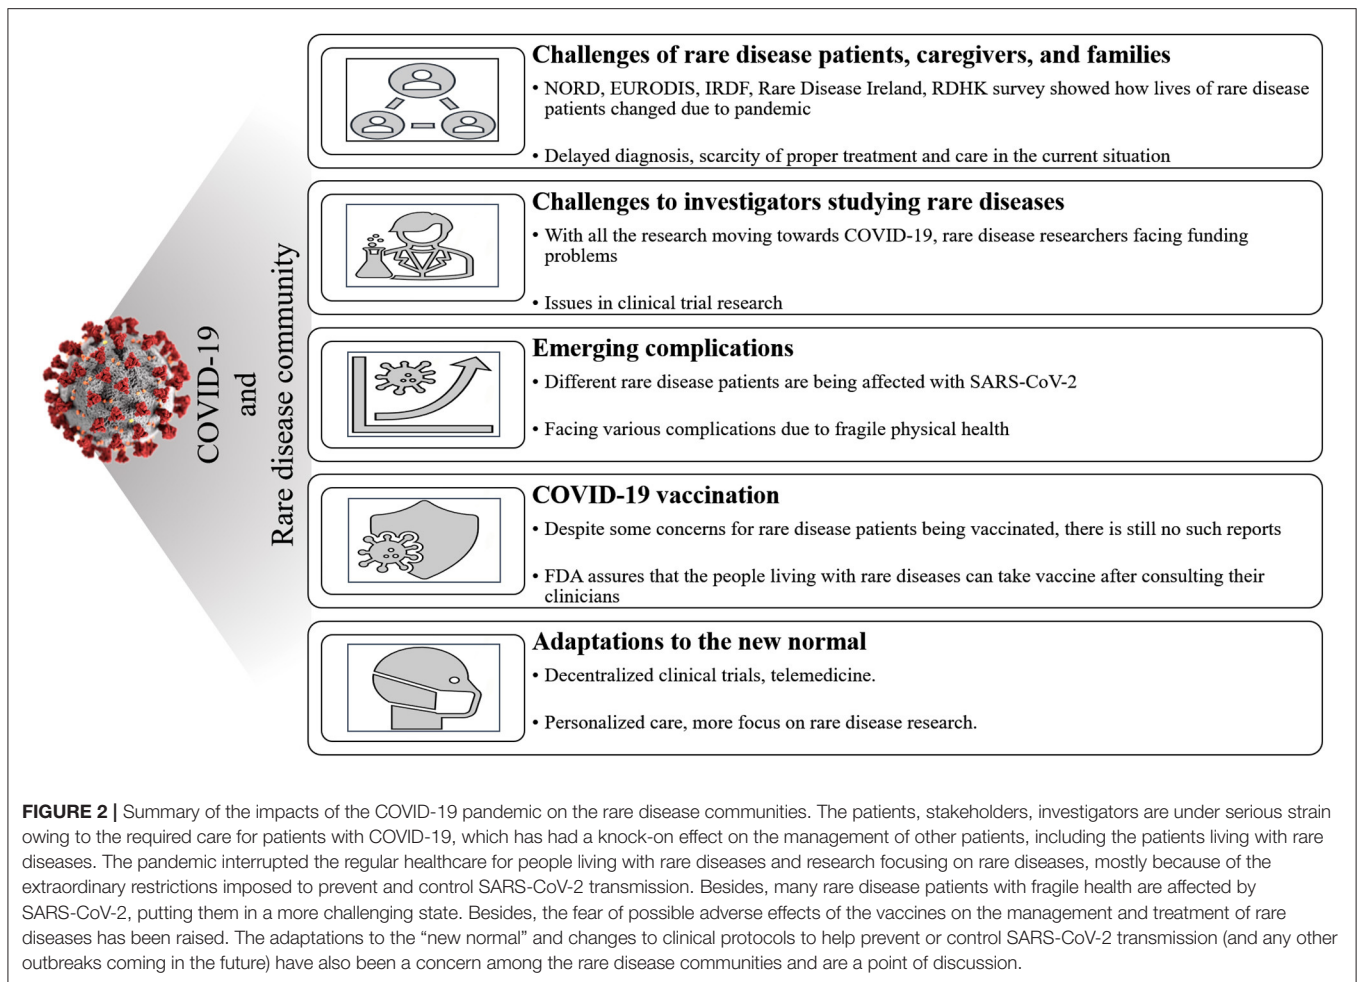 COVID-19
and
Rare disease community
Challenges of rare disease patients, caregivers, and families
• NORD, EURODIS, IRDF, Rare Disease Ireland, RDHK survey showed how lives of rare disease
patients changed due to pandemic
• Delayed diagnosis, scarcity of proper treatment and care in the current situation
Challenges to investigators studying rare diseases
• With all the research moving towards COVID-19, rare disease researchers facing funding
problems
• Issues in clinical trial research
Emerging complications
• Different rare disease patients are being affected with SARS-CoV-2
• Facing various complications due to fragile physical health
COVID-19 vaccination
• Despite some concerns for rare disease patients being vaccinated, there is still no such reports
• FDA assures that the people living with rare diseases can take vaccine after consulting their
clinicians
Adaptations to the new normal
• Decentralized clinical trials, telemedicine.
• Personalized care, more focus on rare disease research.
FIGURE 2 | Summary of the impacts of the COVID-19 pandemic on the rare disease communities. The patients, stakeholders, investigators are under serious strain
owing to the required care for patients with COVID-19, which has had a knock-on effect on the management of other patients, including the patients living with rare
diseases. The pandemic interrupted the regular healthcare for people living with rare diseases and research focusing on rare diseases, mostly because of the
extraordinary restrictions imposed to prevent and control SARS-CoV-2 transmission. Besides, many rare disease patients with fragile health are affected by
SARS-CoV-2, putting them in a more challenging state. Besides, the fear of possible adverse effects of the vaccines on the management and treatment of rare
diseases has been raised. The adaptations to the “new normal” and changes to clinical protocols to help prevent or control SARS-CoV-2 transmission (and any other
outbreaks coming in the future) have also been a concern among the rare disease communities and are a point of discussion.